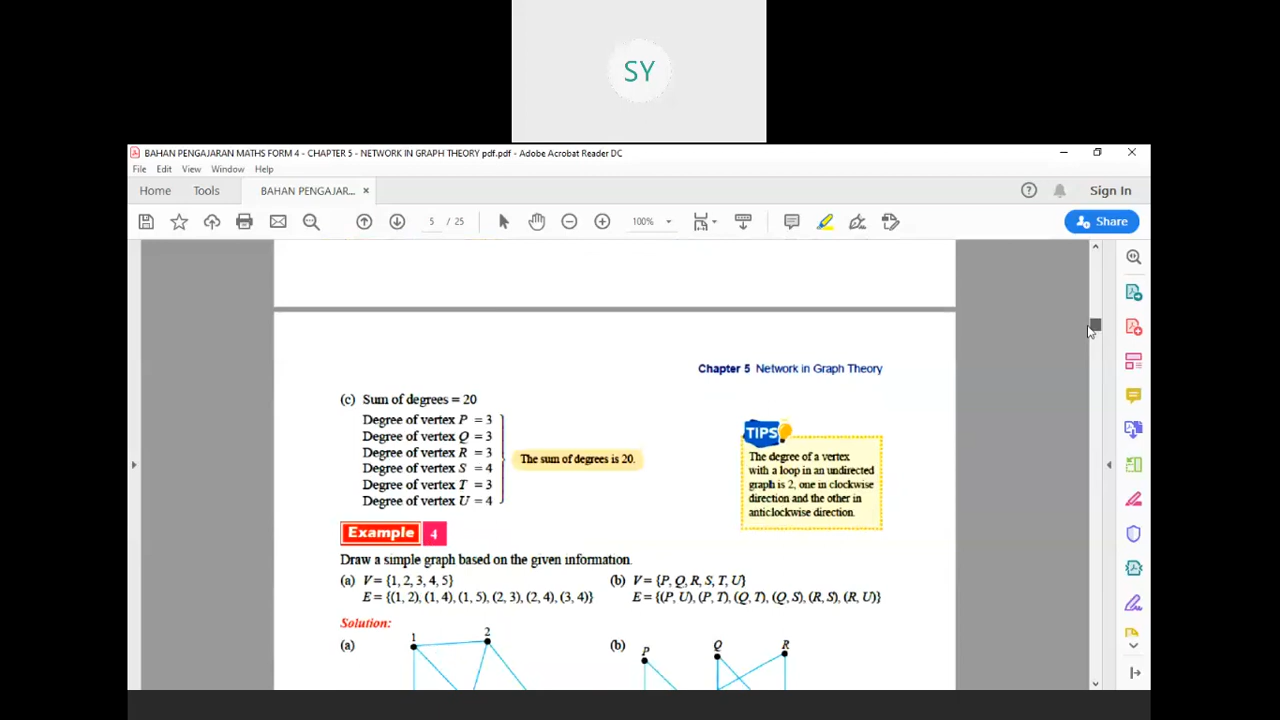 SY
BAHAN PENGAJARAN MATHS FORM 4 - CHAPTER 5 - NETWORK IN GRAPH THEORY pdf.pdf - Adobe Acrobat Reader DC
File Edit View Window Help
Home Tools BAHAN PENGAJAR... × Sign In
5 / 25 100% Share
Chapter 5 Network in Graph Theory
(c) Sum of degrees = 20
Degree of vertex P = 3
Degree of vertex Q = 3
Degree of vertex R = 3
Degree of vertex S = 4
Degree of vertex T = 3
Degree of vertex U = 4
The sum of degrees is 20.
TIPS
The degree of a vertex
with a loop in an undirected
graph is 2, one in clockwise
direction and the other in
anticlockwise direction.
Example 4
Draw a simple graph based on the given information.
(a) V = {1, 2, 3, 4, 5}
E = {(1, 2), (1, 4), (1, 5), (2, 3), (2, 4), (3, 4)}
(b) V = {P, Q, R, S, T, U}
E = {(P, U), (P, T), (Q, T), (Q, S), (R, S), (R, U)}
Solution:
(a) 1 2
(b) P Q R